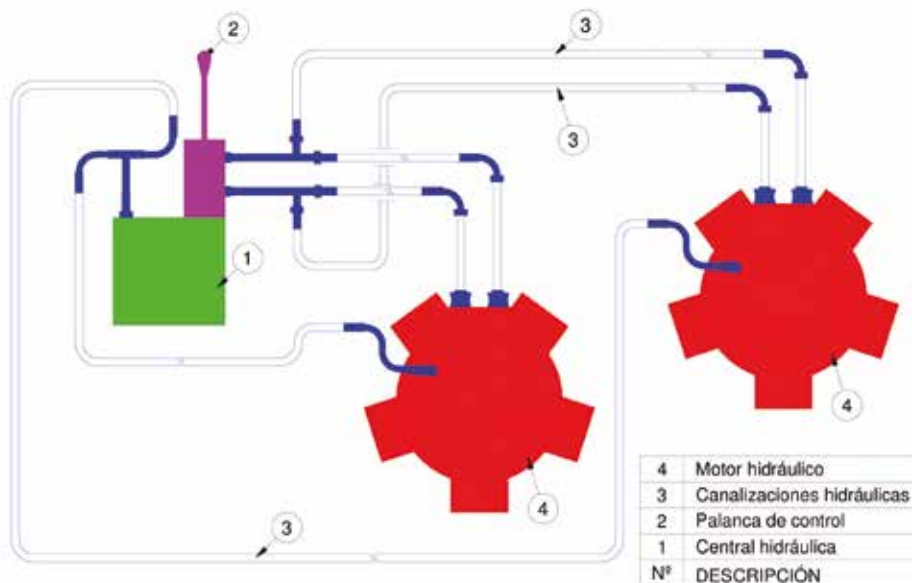 2
3
3
1
4
4
3
4 Motor hidráulico
3 Canalizaciones hidráulicas
2 Palanca de control
1 Central hidráulica
Nº DESCRIPCIÓN